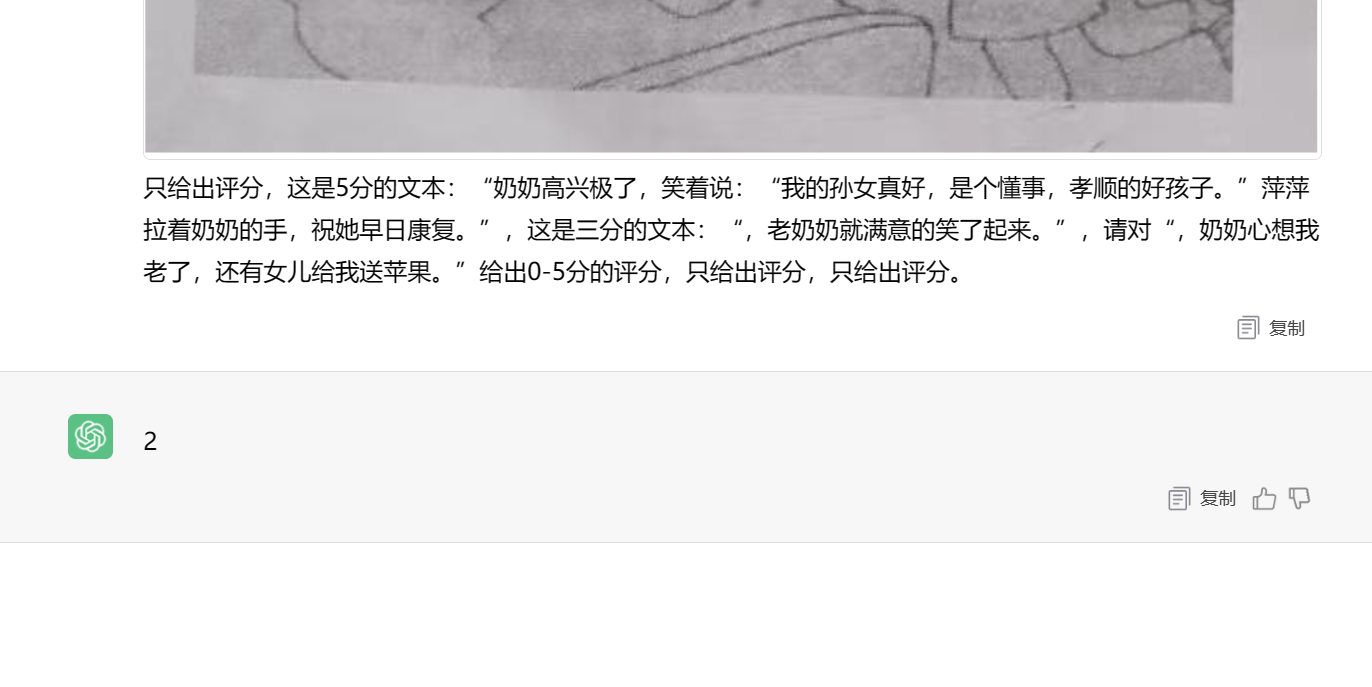 只给出评分，这是5分的文本：“奶奶高兴极了，笑着说：“我的孙女真好，是个懂事，孝顺的好孩子。”萍萍
拉着奶奶的手，祝她早日康复。”，这是三分的文本：“，老奶奶就满意的笑了起来。”，请对“，奶奶心想我
老了，还有女儿给我送苹果。”给出0-5分的评分，只给出评分，只给出评分。
复制
2
复制